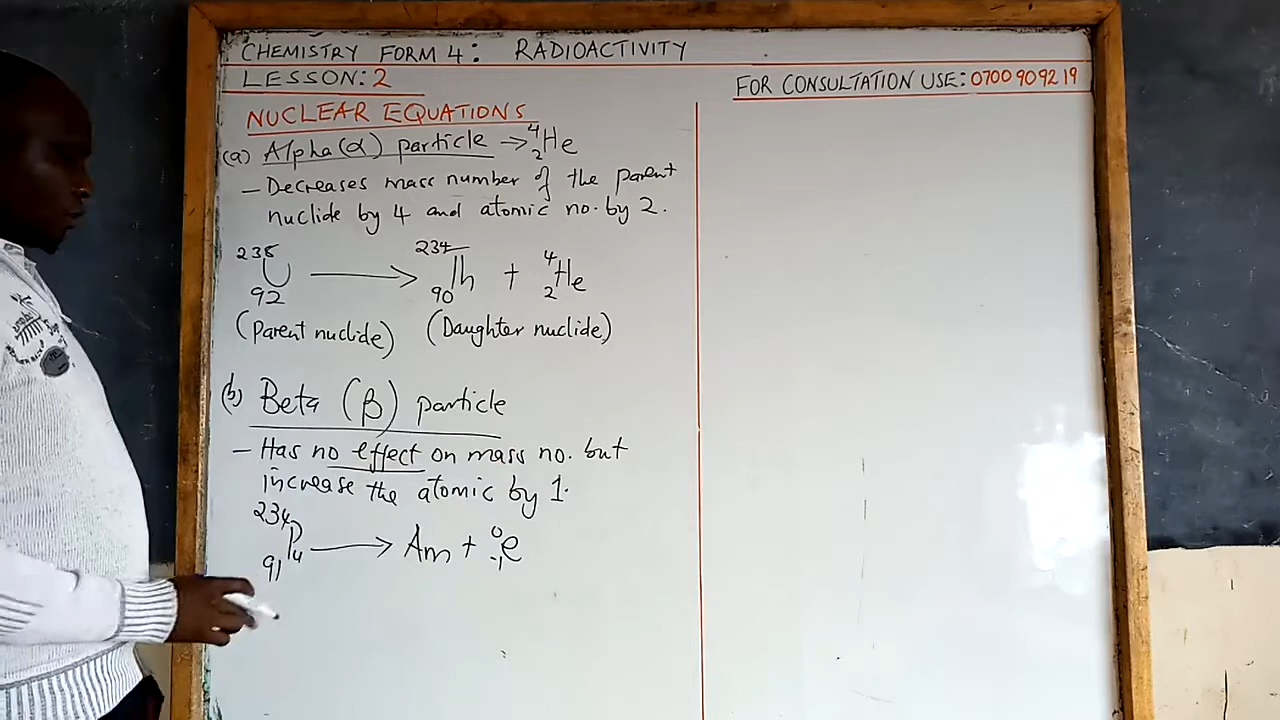 CHEMISTRY FORM 4: RADIOACTIVITY
LESSON: 2
FOR CONSULTATION USE: 0700909219
NUCLEAR EQUATIONS
(a) Alpha (α) particle → ⁴₂He
– Decreases mass number of the parent
nuclide by 4 and atomic no. by 2.
²³⁸₉₂U → ²³⁴₉₀Th + ⁴₂He
(Parent nuclide) (Daughter nuclide)
(b) Beta (β) particle
– Has no effect on mass no. but
increase the atomic by 1.
²³⁴₉₁Pu → Am + ⁰₋₁e